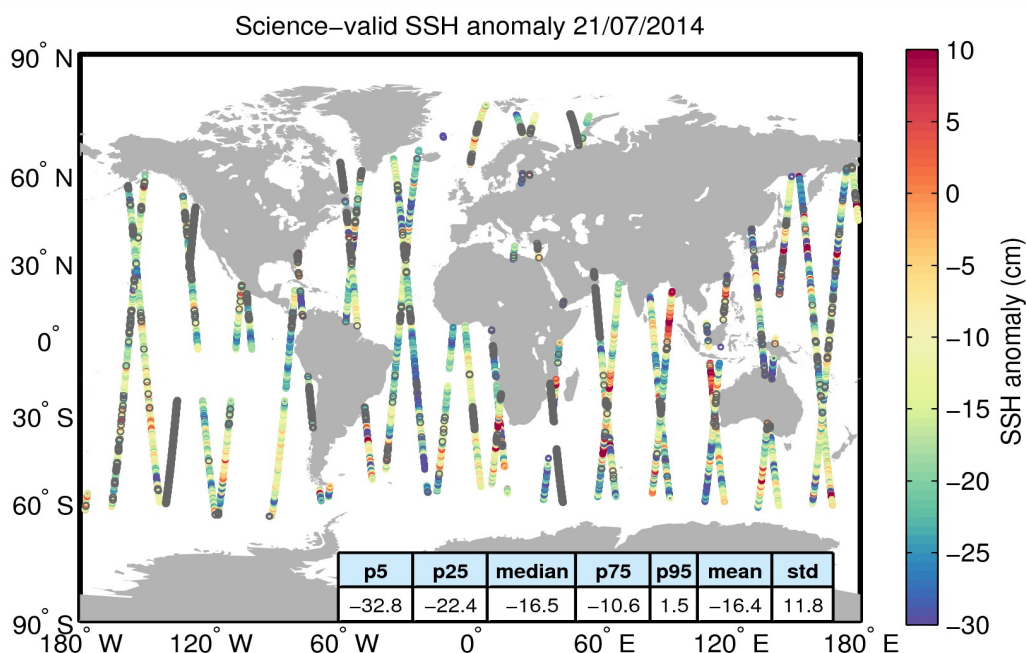 Science−valid SSH anomaly 21/07/2014
90° N
60° N
30° N
0°
30° S
60° S
90° S
180° W
120° W
60° W
0°
60° E
120° E
180° E
p5 p25 median p75 p95 mean std
−32.8 −22.4 −16.5 −10.6 1.5 −16.4 11.8
10
5
0
−5
−10
−15
−20
−25
−30
SSH anomaly (cm)